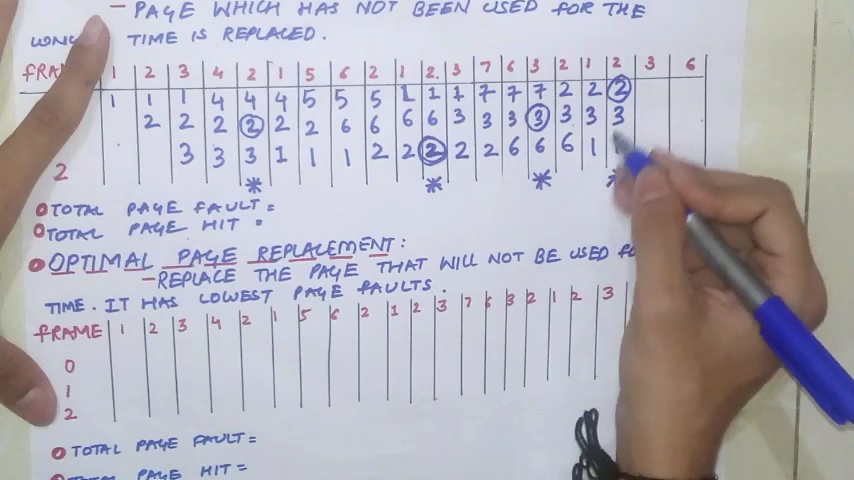 - PAGE WHICH HAS NOT BEEN USED FOR THE
TIME IS REPLACED.
1 2 3 4 2 1 5 6 2 1 2. 3 7 6 3 2 1 2 3 6
1 1 1 4 4 4 5 5 5 1 1 1 7 7 7 2 2 2
2 2 2 2 2 2 6 6 6 6 3 3 3 3 3 3 3
3 3 3 1 1 1 2 2 2 2 2 6 6 6 1
2
* * * *
TOTAL PAGE FAULT =
TOTAL PAGE HIT =
OPTIMAL PAGE REPLACEMENT:
- REPLACE THE PAGE THAT WILL NOT BE USED
TIME. IT HAS LOWEST PAGE FAULTS.
FRAME 1 2 3 4 2 1 5 6 2 1 2 3 7 6 3 2 1 2 3
0
1
2
TOTAL PAGE FAULT =
TOTAL PAGE HIT =